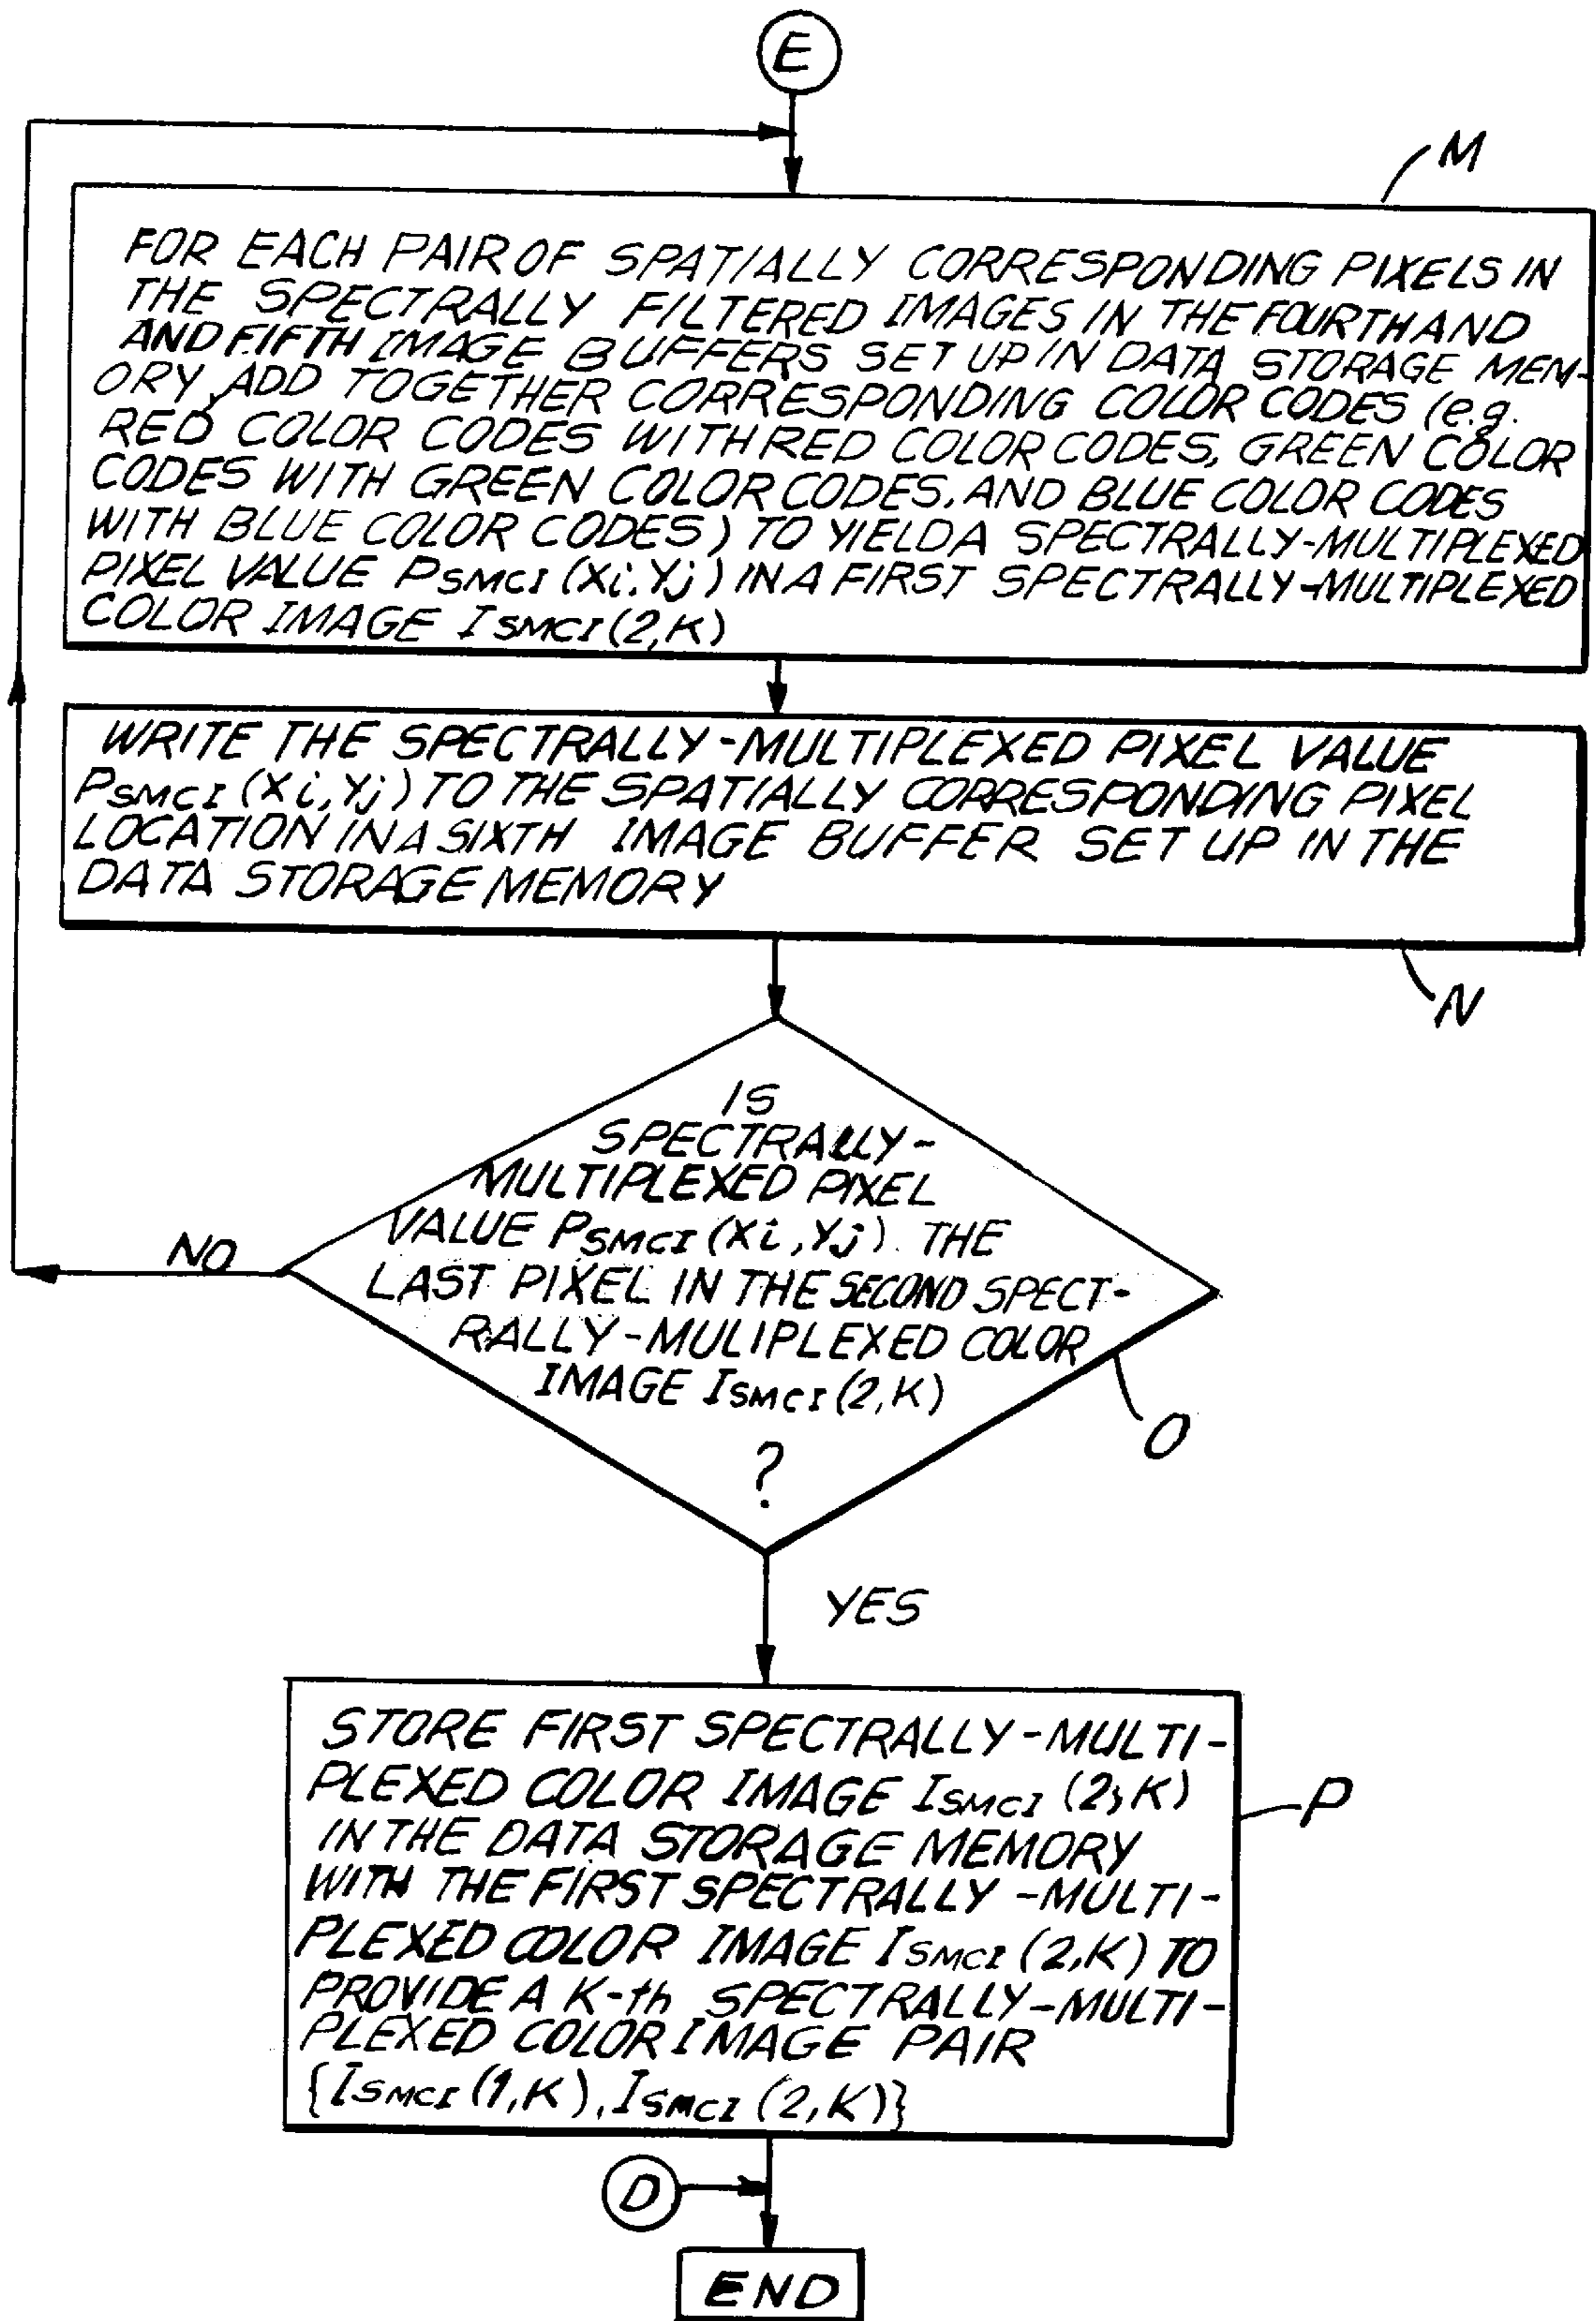 E
M
FOR EACH PAIR OF SPATIALLY CORRESPONDING PIXELS IN
THE SPECTRALLY FILTERED IMAGES IN THE FOURTH AND
AND FIFTH IMAGE BUFFERS SET UP IN DATA STORAGE MEM-
ORY, ADD TOGETHER CORRESPONDING COLOR CODES (e.g.
RED COLOR CODES WITH RED COLOR CODES, GREEN COLOR
CODES WITH GREEN COLOR CODES, AND BLUE COLOR CODES
WITH BLUE COLOR CODES) TO YIELD A SPECTRALLY-MULTIPLEXED
PIXEL VALUE PSMCI (Xi, Yj) IN A FIRST SPECTRALLY-MULTIPLEXED
COLOR IMAGE ISMCI (2,K)
WRITE THE SPECTRALLY-MULTIPLEXED PIXEL VALUE
PSMCI (Xi, Yj) TO THE SPATIALLY CORRESPONDING PIXEL
LOCATION IN A SIXTH IMAGE BUFFER SET UP IN THE
DATA STORAGE MEMORY
N
IS
SPECTRALLY-
MULTIPLEXED PIXEL
VALUE PSMCI (Xi, Yj) THE
LAST PIXEL IN THE SECOND SPECT-
RALLY-MULIPLEXED COLOR
IMAGE ISMCI (2,K)
?
NO
O
YES
STORE FIRST SPECTRALLY-MULTI-
PLEXED COLOR IMAGE ISMCI (2,K)
IN THE DATA STORAGE MEMORY
WITH THE FIRST SPECTRALLY-MULTI-
PLEXED COLOR IMAGE ISMCI (2,K) TO
PROVIDE A K-th SPECTRALLY-MULTI-
PLEXED COLOR IMAGE PAIR
{ISMCI (1,K), ISMCI (2,K)}
P
D
END